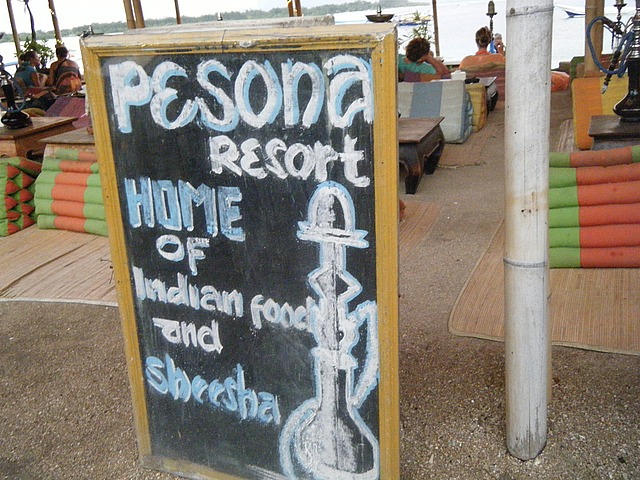 PESONA
RESORT
HOME
OF
Indian food
and
sheesha